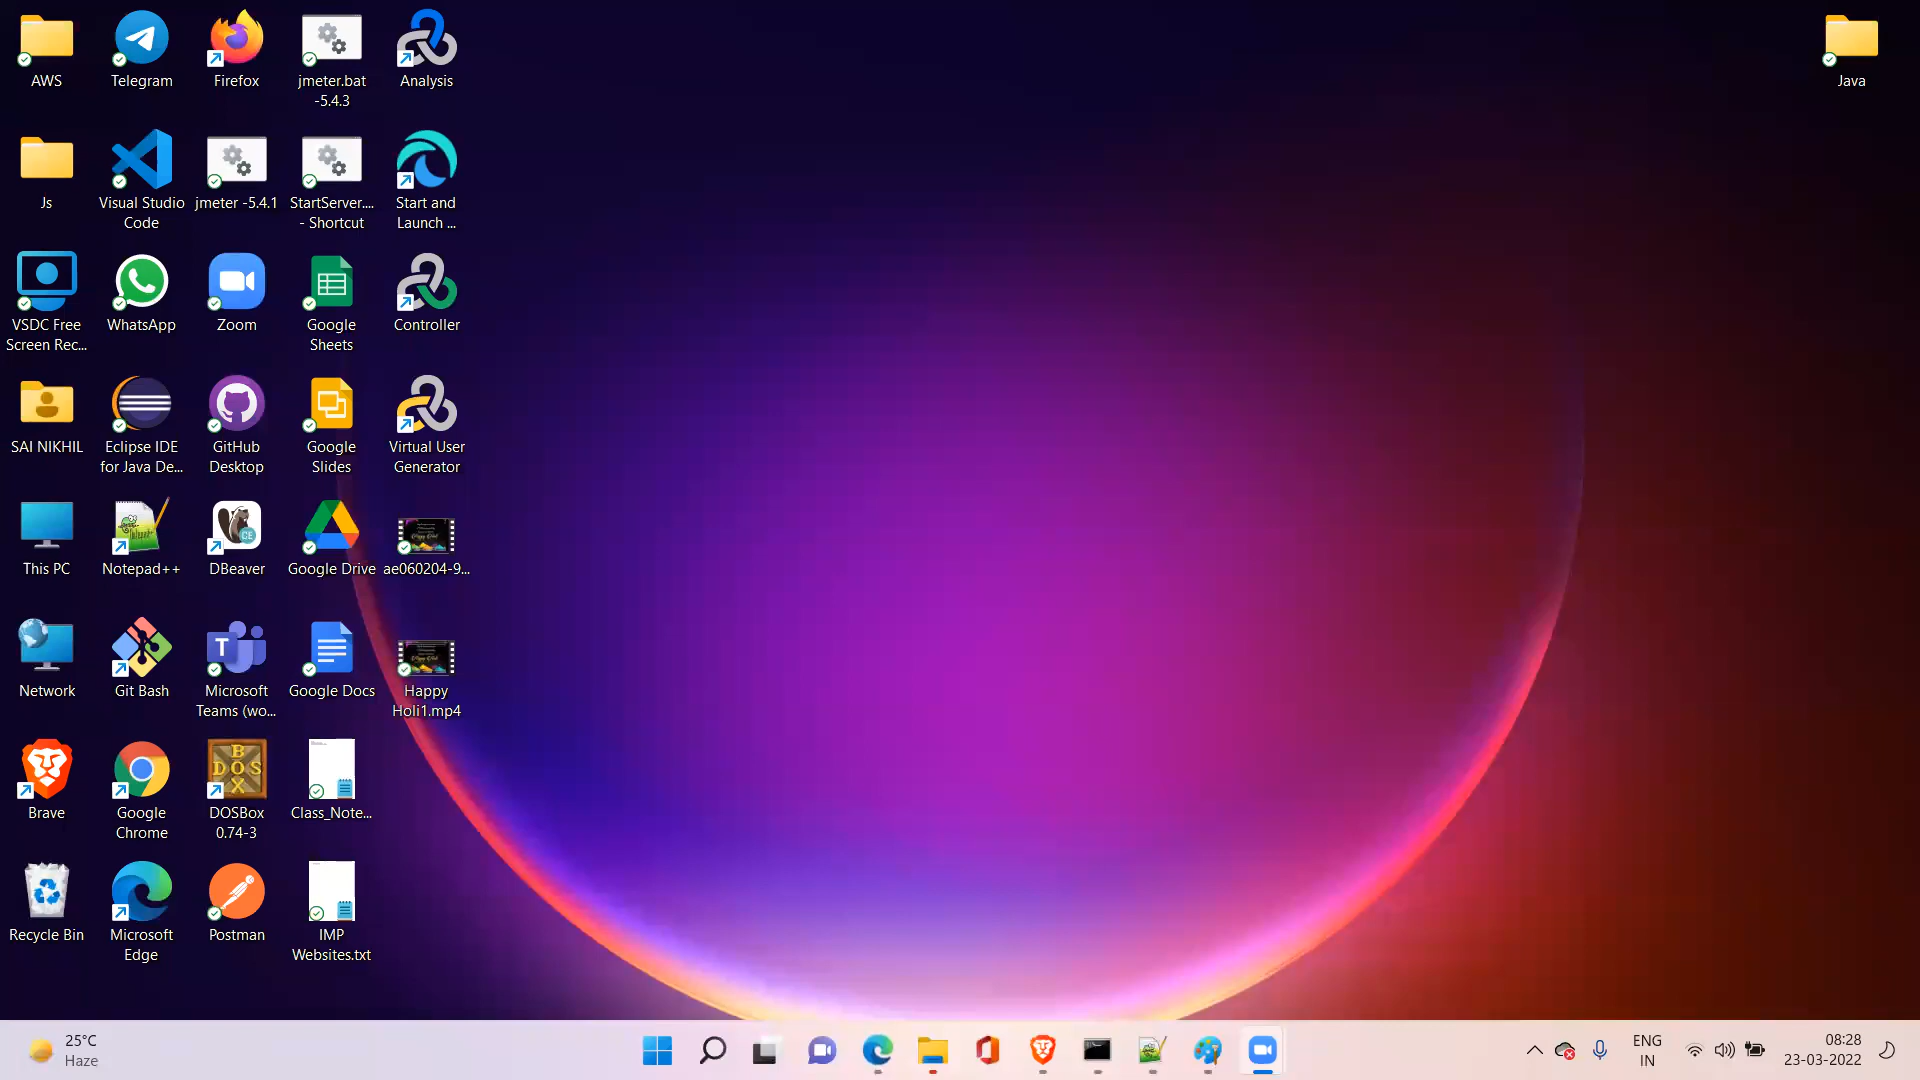 AWS
Telegram
Firefox
jmeter.bat
-5.4.3
Analysis
Java
Js
Visual Studio
Code
jmeter -5.4.1
StartServer....
- Shortcut
Start and
Launch ...
VSDC Free
Screen Rec...
WhatsApp
Zoom
Google
Sheets
Controller
SAI NIKHIL
Eclipse IDE
for Java De...
GitHub
Desktop
Google
Slides
Virtual User
Generator
This PC
Notepad++
CE
DBeaver
Google Drive
ae060204-9...
Network
Git Bash
T
Microsoft
Teams (wo...
Google Docs
Happy
Holi1.mp4
Brave
Google
Chrome
B
DOS
X
DOSBox
0.74-3
Class_Note...
Recycle Bin
Microsoft
Edge
Postman
IMP
Websites.txt
25°C
Haze
ENG
IN
08:28
23-03-2022